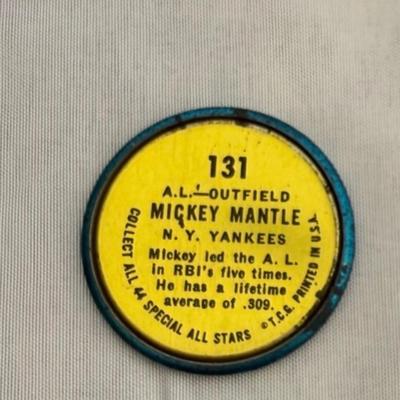 131
A.L.—OUTFIELD
MICKEY MANTLE
N. Y. YANKEES
Mickey led the A. L.
in RBI's five times.
He has a lifetime
average of .309.
COLLECT ALL 44 SPECIAL ALL STARS
©T.C.G. PRINTED IN U.S.A.